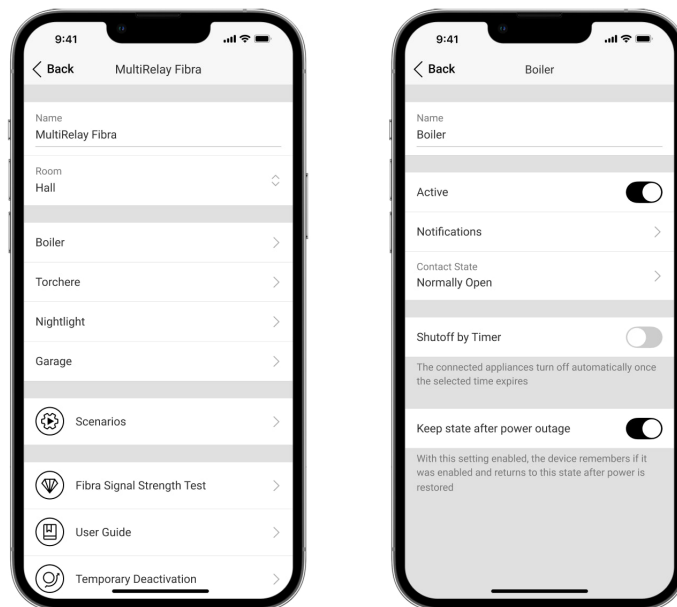 9:41
Back
MultiRelay Fibra
Name
MultiRelay Fibra
Room
Hall
Boiler
Torchere
Nightlight
Garage
Scenarios
Fibra Signal Strength Test
User Guide
Temporary Deactivation
9:41
Back
Boiler
Name
Boiler
Active
Notifications
Contact State
Normally Open
Shutoff by Timer
The connected appliances turn off automatically once
the selected time expires
Keep state after power outage
With this setting enabled, the device remembers if it
was enabled and returns to this state after power is
restored